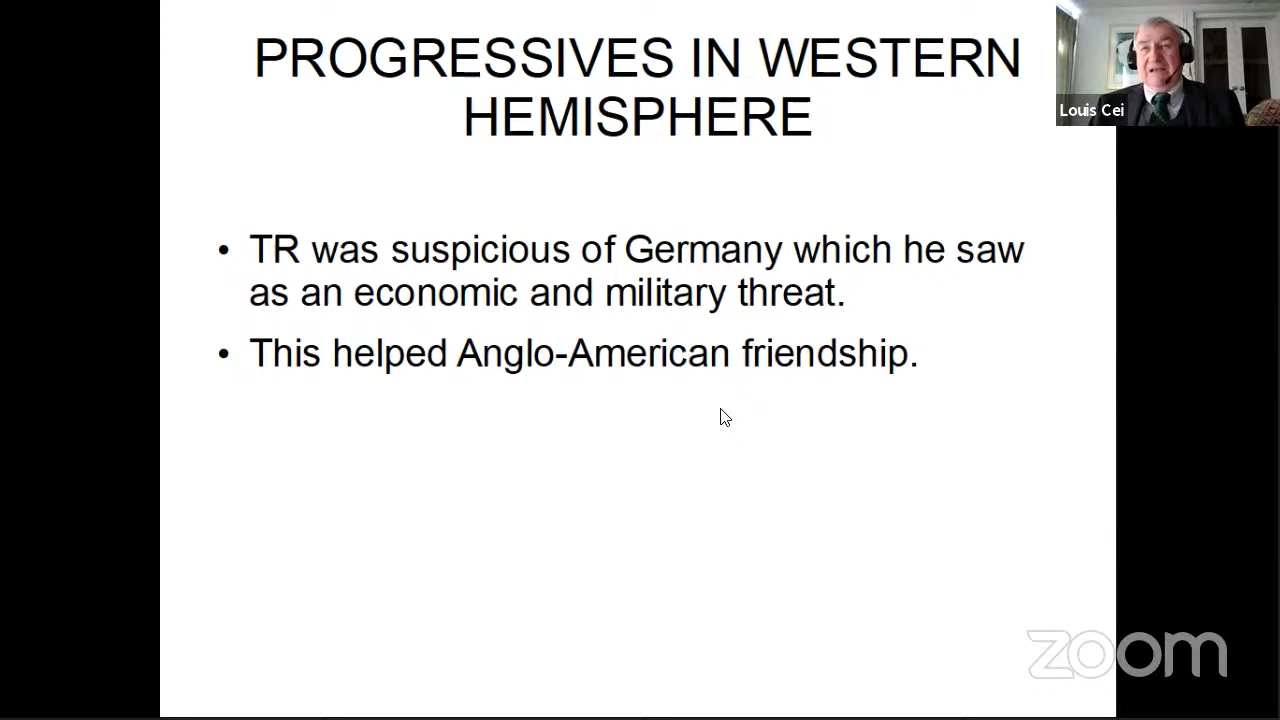 PROGRESSIVES IN WESTERN
HEMISPHERE
Louis Cei
• TR was suspicious of Germany which he saw
as an economic and military threat.
• This helped Anglo-American friendship.
zoom